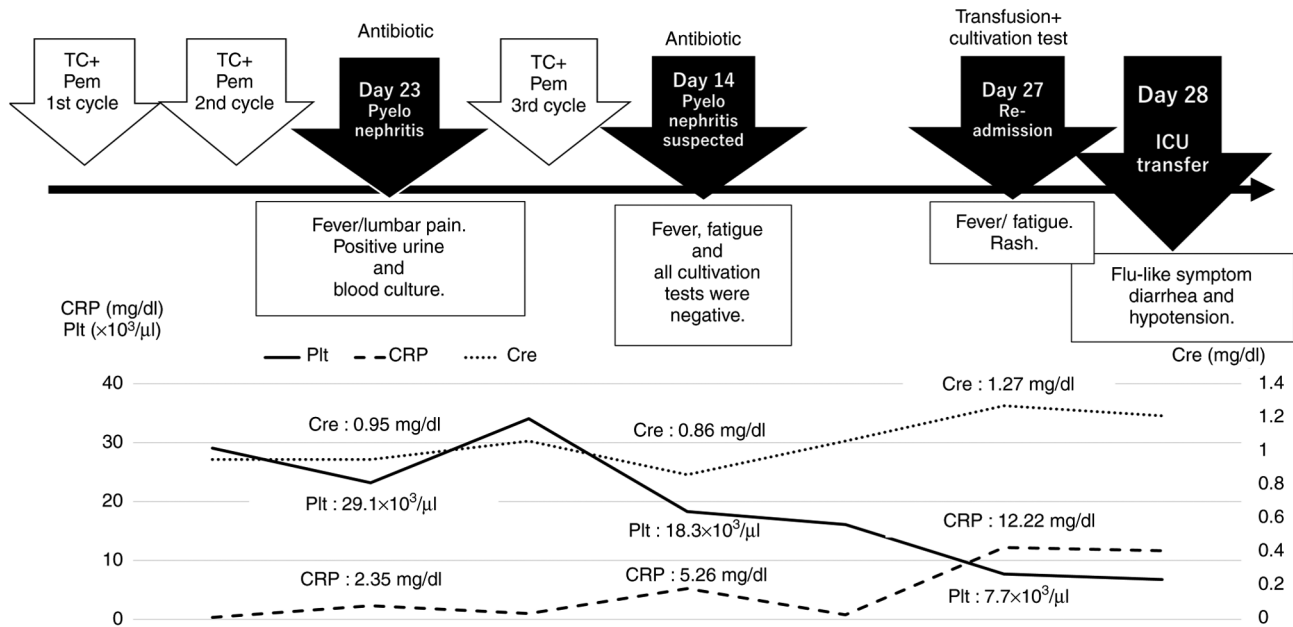 TC+
Pem
1st cycle
TC+
Pem
2nd cycle
Antibiotic
Day 23
Pyelo
nephritis
TC+
Pem
3rd cycle
Antibiotic
Day 14
Pyelo
nephritis
suspected
Transfusion+
cultivation test
Day 27
Re-
admission
Day 28
ICU
transfer
Fever/lumbar pain.
Positive urine
and
blood culture.
Fever, fatigue
and
all cultivation
tests were
negative.
Fever/ fatigue.
Rash.
Flu-like symptom
diarrhea and
hypotension.
CRP (mg/dl)
Plt (×10³/µl)
Plt CRP Cre
Cre (mg/dl)
40
30
20
10
0
1.4
1.2
1
0.8
0.6
0.4
0.2
0
Cre : 0.95 mg/dl
Cre : 0.86 mg/dl
Cre : 1.27 mg/dl
Plt : 29.1×10³/µl
Plt : 18.3×10³/µl
Plt : 7.7×10³/µl
CRP : 2.35 mg/dl
CRP : 5.26 mg/dl
CRP : 12.22 mg/dl